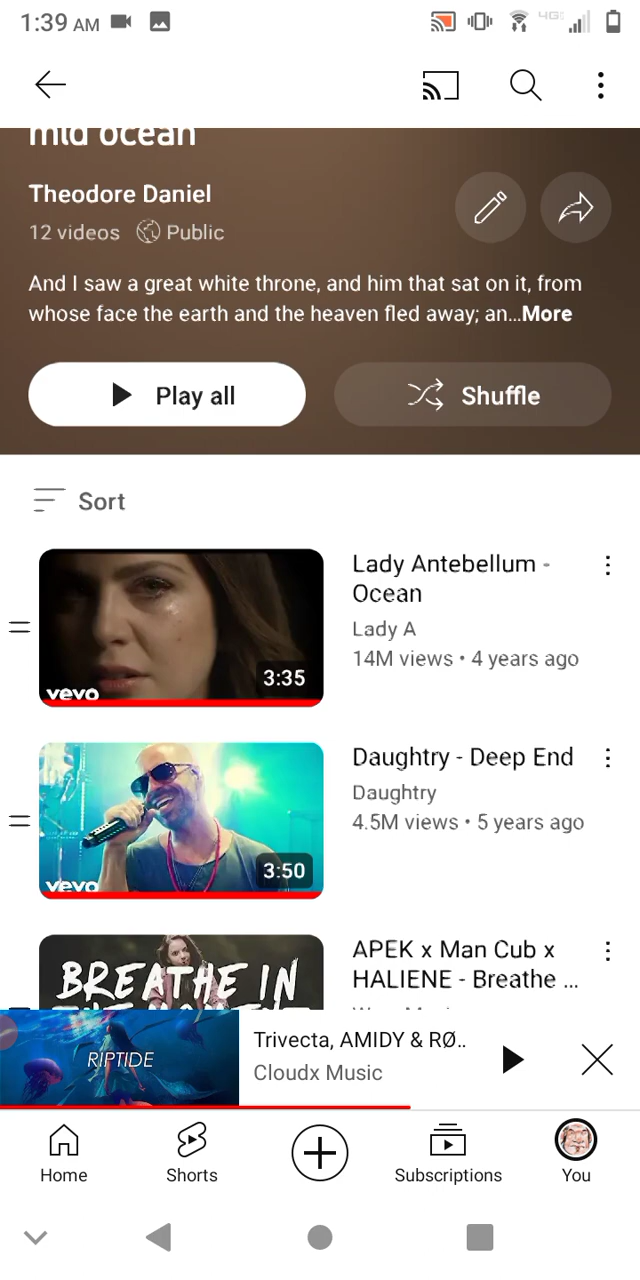 1:39 AM
4G
mid ocean
Theodore Daniel
12 videos Public
And I saw a great white throne, and him that sat on it, from
whose face the earth and the heaven fled away; an...More
Play all
Shuffle
Sort
Lady Antebellum -
Ocean
Lady A
14M views • 4 years ago
3:35
vevo
Daughtry - Deep End
Daughtry
4.5M views • 5 years ago
3:50
vevo
APEK x Man Cub x
HALIENE - Breathe ...
BREATHE IN
RIPTIDE
Trivecta, AMIDY & RØ..
Cloudx Music
Home
Shorts
Subscriptions
You